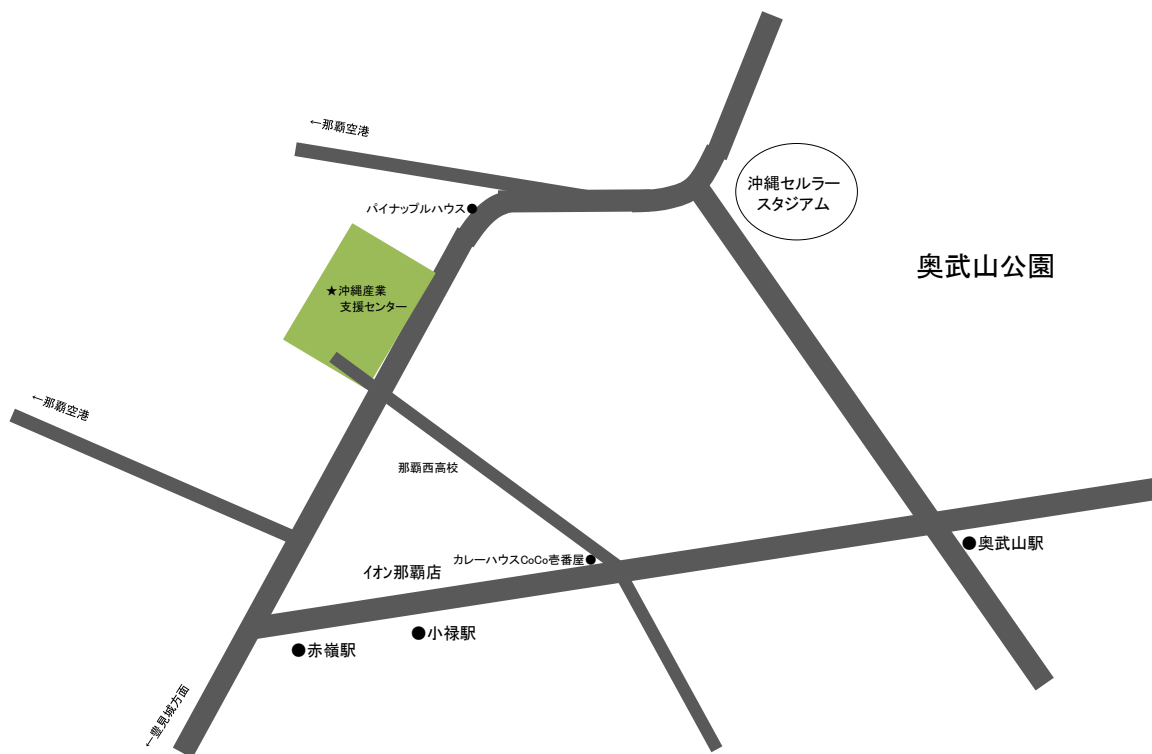 ←那覇空港
沖縄セルラー
スタジアム
パイナップルハウス●
奥武山公園
★沖縄産業
支援センター
←那覇空港
那覇西高校
●奥武山駅
カレーハウスCoCo壱番屋●
イオン那覇店
●小禄駅
●赤嶺駅
←豊見城方面